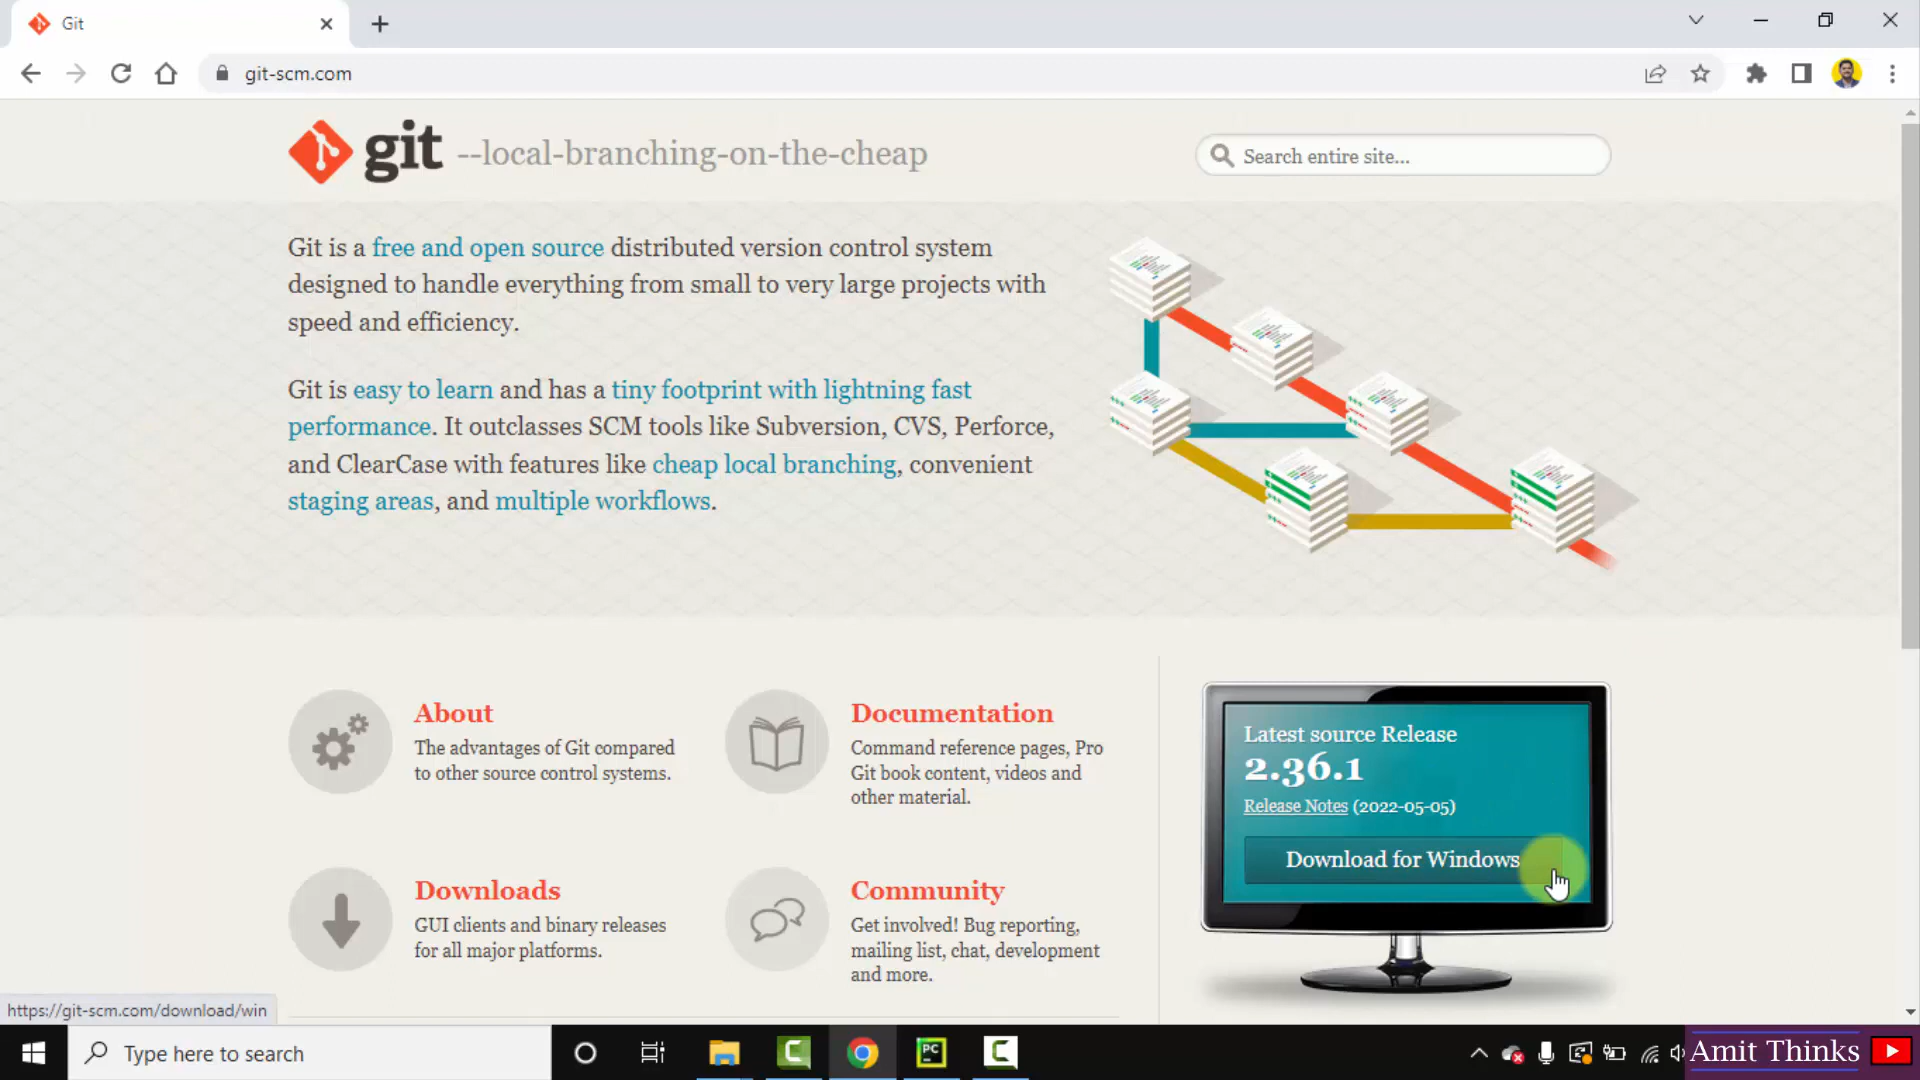 Git
git-scm.com
git --local-branching-on-the-cheap
Search entire site...
Git is a free and open source distributed version control system
designed to handle everything from small to very large projects with
speed and efficiency.
Git is easy to learn and has a tiny footprint with lightning fast
performance. It outclasses SCM tools like Subversion, CVS, Perforce,
and ClearCase with features like cheap local branching, convenient
staging areas, and multiple workflows.
About
The advantages of Git compared
to other source control systems.
Documentation
Command reference pages, Pro
Git book content, videos and
other material.
Downloads
GUI clients and binary releases
for all major platforms.
Community
Get involved! Bug reporting,
mailing list, chat, development
and more.
Latest source Release
2.36.1
Release Notes (2022-05-05)
Download for Windows
https://git-scm.com/download/win
Type here to search
PC
Amit Thinks